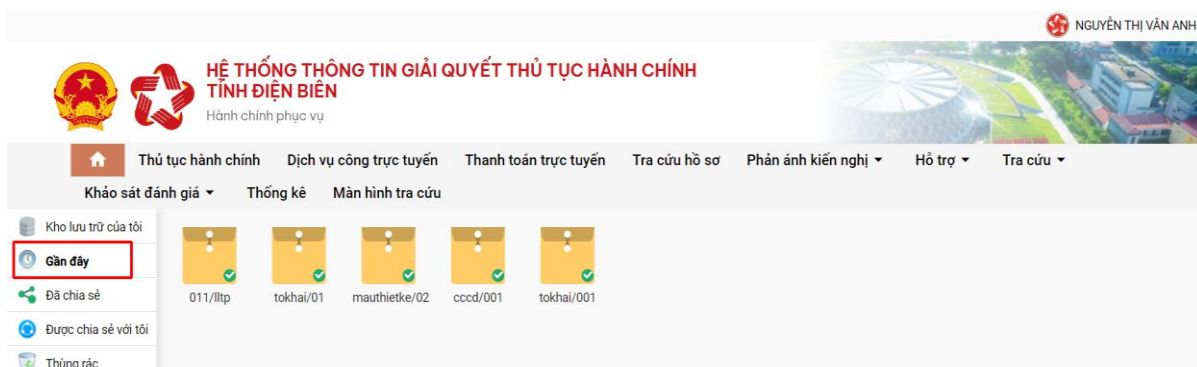 NGUYỄN THỊ VÂN ANH
HỆ THỐNG THÔNG TIN GIẢI QUYẾT THỦ TỤC HÀNH CHÍNH
TỈNH ĐIỆN BIÊN
Hành chính phục vụ
Thủ tục hành chính Dịch vụ công trực tuyến Thanh toán trực tuyến Tra cứu hồ sơ Phản ánh kiến nghị Hỗ trợ Tra cứu
Khảo sát đánh giá Thống kê Màn hình tra cứu
Kho lưu trữ của tôi
Gần đây
Đã chia sẻ
Được chia sẻ với tôi
Thùng rác
011/lltp tokhai/01 mauthietke/02 cccd/001 tokhai/001